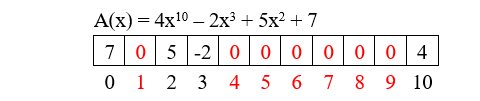 A(x) = 4x¹⁰ – 2x³ + 5x² + 7
7 0 5 -2 0 0 0 0 0 0 4
0 1 2 3 4 5 6 7 8 9 10